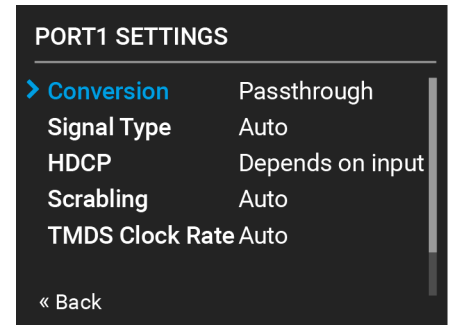 PORT1 SETTINGS
> Conversion Passthrough
Signal Type Auto
HDCP Depends on input
Scrabling Auto
TMDS Clock Rate Auto
« Back